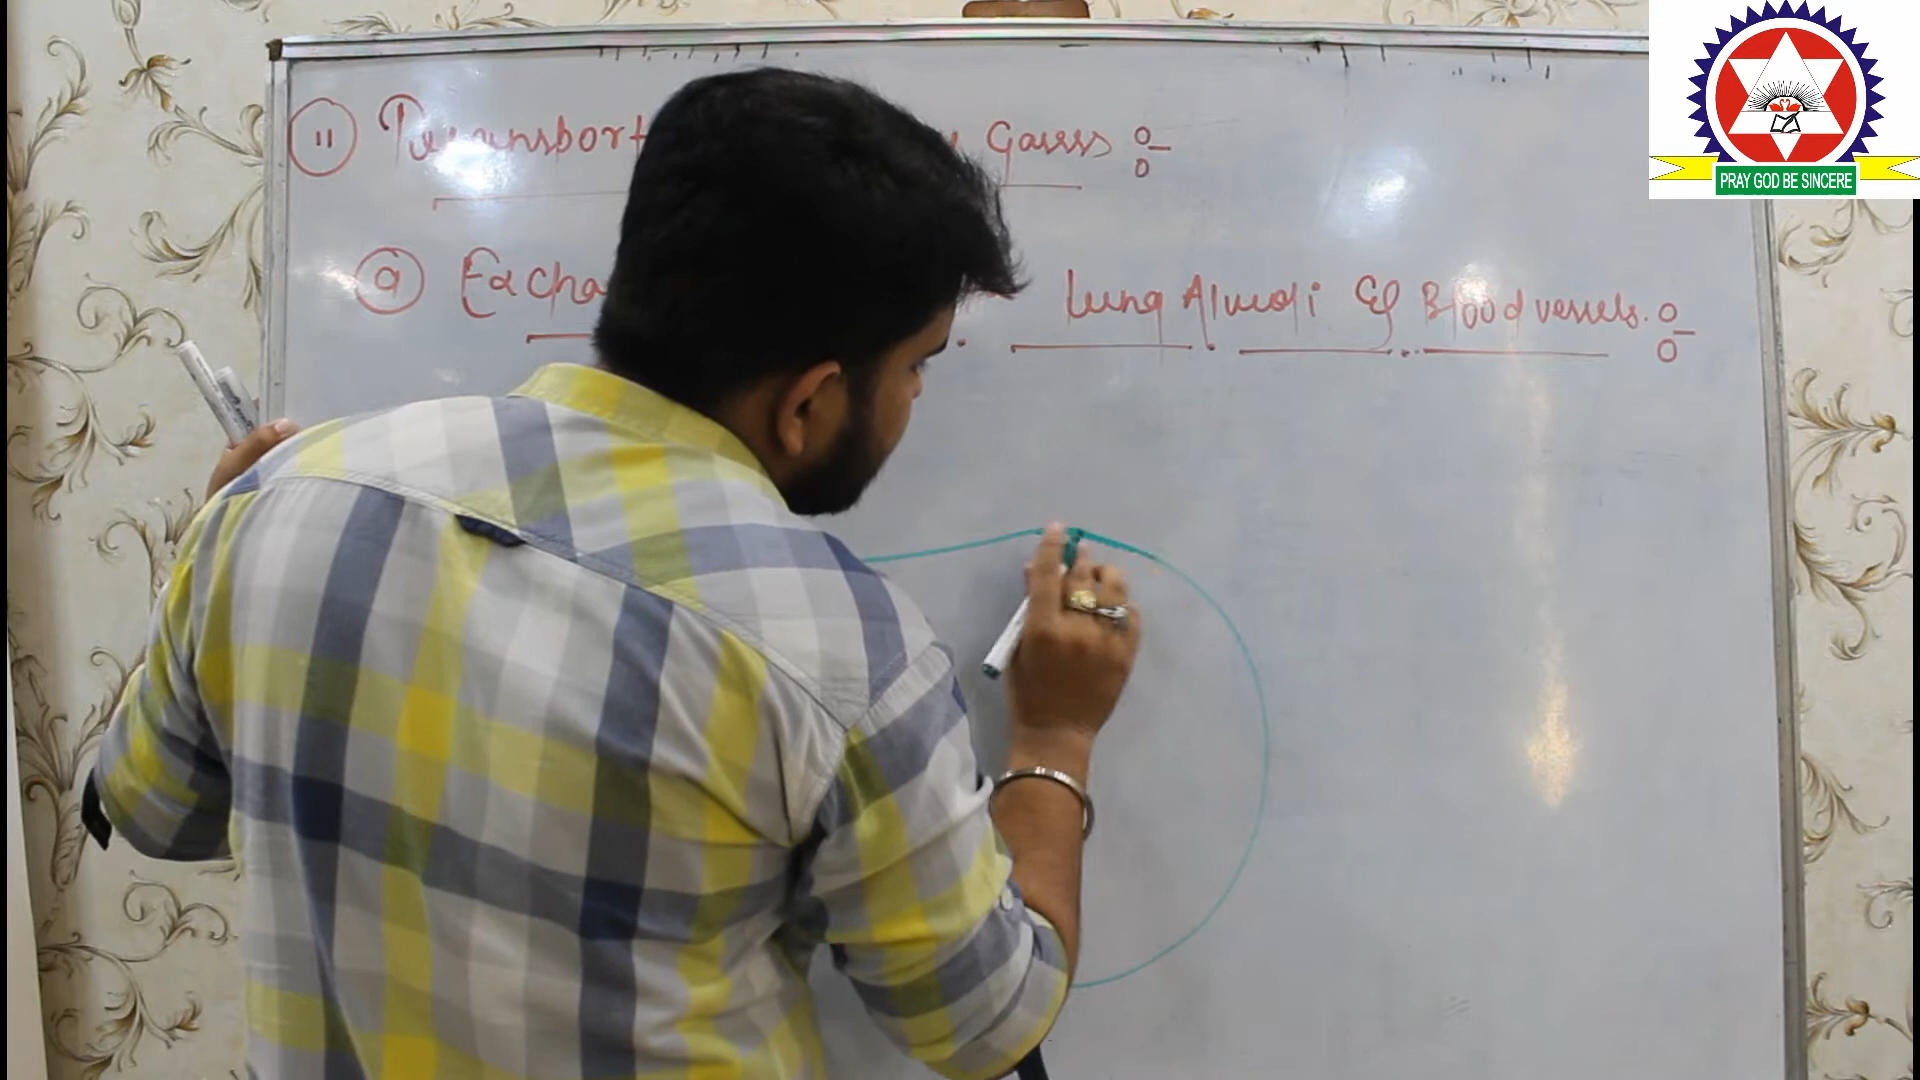 11 Transport Gases :-
a Excha Lung Alveoli & Blood vessels. :-
PRAY GOD BE SINCERE